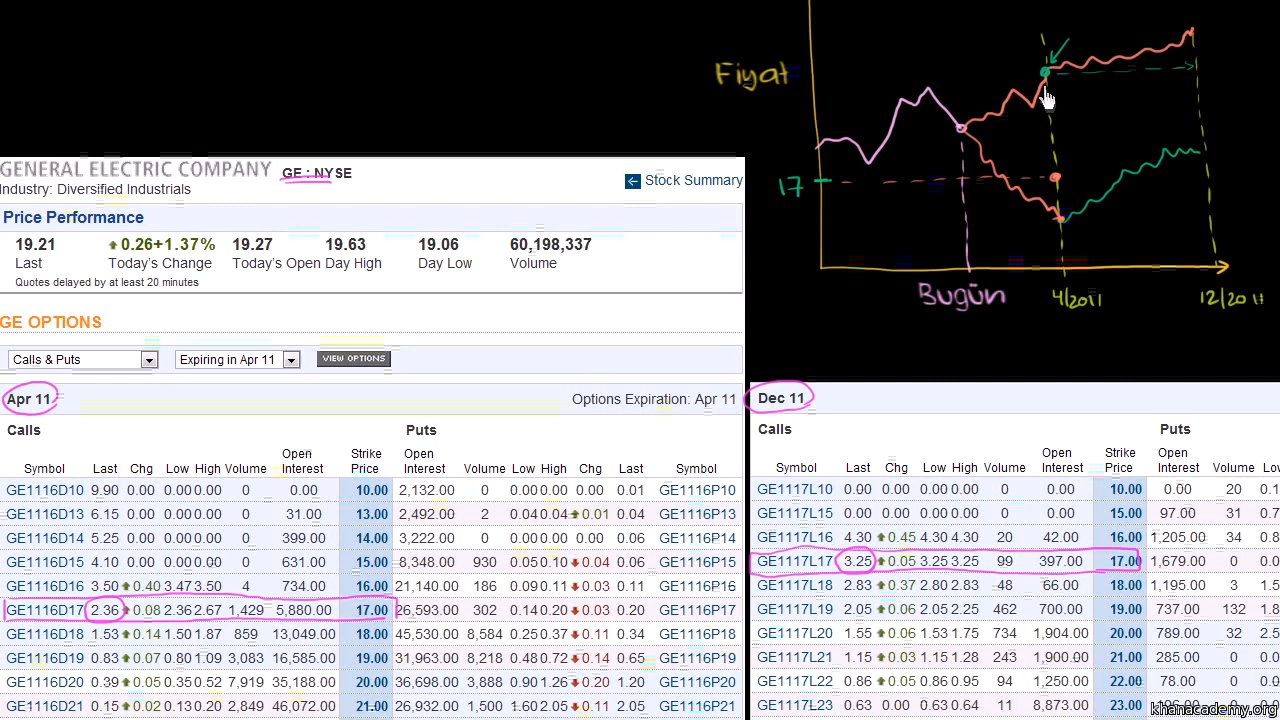 Fiyat
17
Bugün
4/2011
12/2011
GENERAL ELECTRIC COMPANY GE : NYSE
Industry: Diversified Industrials
Stock Summary
Price Performance
19.21 0.26+1.37% 19.27 19.63 19.06 60,198,337
Last Today's Change Today's Open Day High Day Low Volume
Quotes delayed by at least 20 minutes
GE OPTIONS
Calls & Puts Expiring in Apr 11 VIEW OPTIONS
Apr 11 Options Expiration: Apr 11
Calls Puts
Symbol Last Chg Low High Volume Open Interest Strike Price Open Interest Volume Low High Chg Last Symbol
GE1116D10 9.90 0.00 0.00 0.00 0 0.00 10.00 2,132.00 0 0.00 0.00 0.00 0.01 GE1116P10
GE1116D13 5.15 0.00 0.00 0.00 0 31.00 13.00 2,492.00 2 0.04 0.04 0.01 0.04 GE1116P13
GE1116D14 5.25 0.00 0.00 0.00 0 399.00 14.00 3,222.00 0 0.00 0.00 0.00 0.06 GE1116P14
GE1116D15 4.10 0.00 0.00 0.00 0 631.00 15.00 8,348.00 930 0.05 0.10 0.04 0.10 GE1116P15
GE1116D16 3.50 0.40 3.20 4 734.00 16.00 21,140.00 186 0.09 0.11 0.03 0.11 GE1116P16
GE1116D17 2.36 0.08 2.36 2.67 1,429 5,880.00 17.00 26,593.00 302 0.14 0.20 0.03 0.20 GE1116P17
GE1116D18 1.53 0.14 1.50 1.87 859 13,049.00 18.00 45,530.00 8,584 0.25 0.37 0.11 0.34 GE1116P18
GE1116D19 0.83 0.07 0.80 1.09 3,083 16,585.00 19.00 31,963.00 8,218 0.48 0.72 0.14 0.65 GE1116P19
GE1116D20 0.39 0.05 0.35 0.52 7,919 35,188.00 20.00 36,698.00 3,888 0.90 1.26 0.20 1.20 GE1116P20
GE1116D21 0.15 0.02 0.13 0.20 2,849 46,072.00 21.00 26,932.00 1,500 1.60 2.05 0.11 2.05 GE1116P21
Dec 11
Calls Puts
Symbol Last Chg Low High Volume Open Interest Strike Price Open Interest Volume
GE1117L10 0.00 0.00 0.00 0.00 0 0.00 10.00 0.00 20 0.1
GE1117L15 0.00 0.00 0.00 0.00 0 0.00 15.00 97.00 31 0.7
GE1117L16 4.30 0.45 4.30 4.30 20 42.00 16.00 1,205.00 34 0.8
GE1117L17 3.25 0.05 3.25 3.25 99 397.00 17.00 1,673.00 0 0.0
GE1117L18 2.83 0.37 2.80 2.83 48 66.00 18.00 1,195.00 3 1.5
GE1117L19 2.05 0.06 2.05 2.25 462 700.00 19.00 737.00 132 1.8
GE1117L20 1.55 0.06 1.53 1.75 734 1,904.00 20.00 789.00 32 2.5
GE1117L21 1.15 0.03 1.15 1.28 243 1,900.00 21.00 285.00 0 0.0
GE1117L22 0.86 0.05 0.86 0.95 94 1,250.00 22.00 78.00 0 0.0
GE1117L23 0.63 0.00 0.63 0.64 11 8,873.00 23.00
khanacademy.org